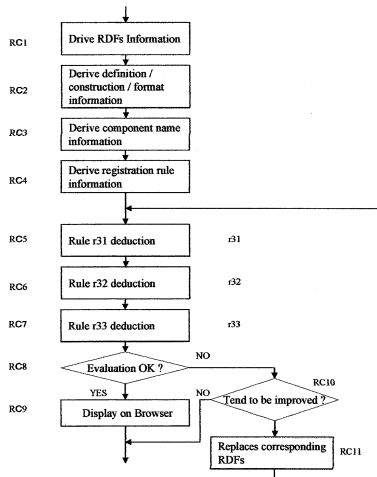 RC1 Drive RDFs Information
RC2 Derive definition /
construction / format
information
RC3 Derive component name
information
RC4 Derive registration rule
information
RC5 Rule r31 deduction r31
RC6 Rule r32 deduction r32
RC7 Rule r33 deduction r33
RC8 Evaluation OK ? NO
YES NO RC10
Tend to be improved ?
RC9 Display on Browser
Replaces corresponding
RDFs
RC11